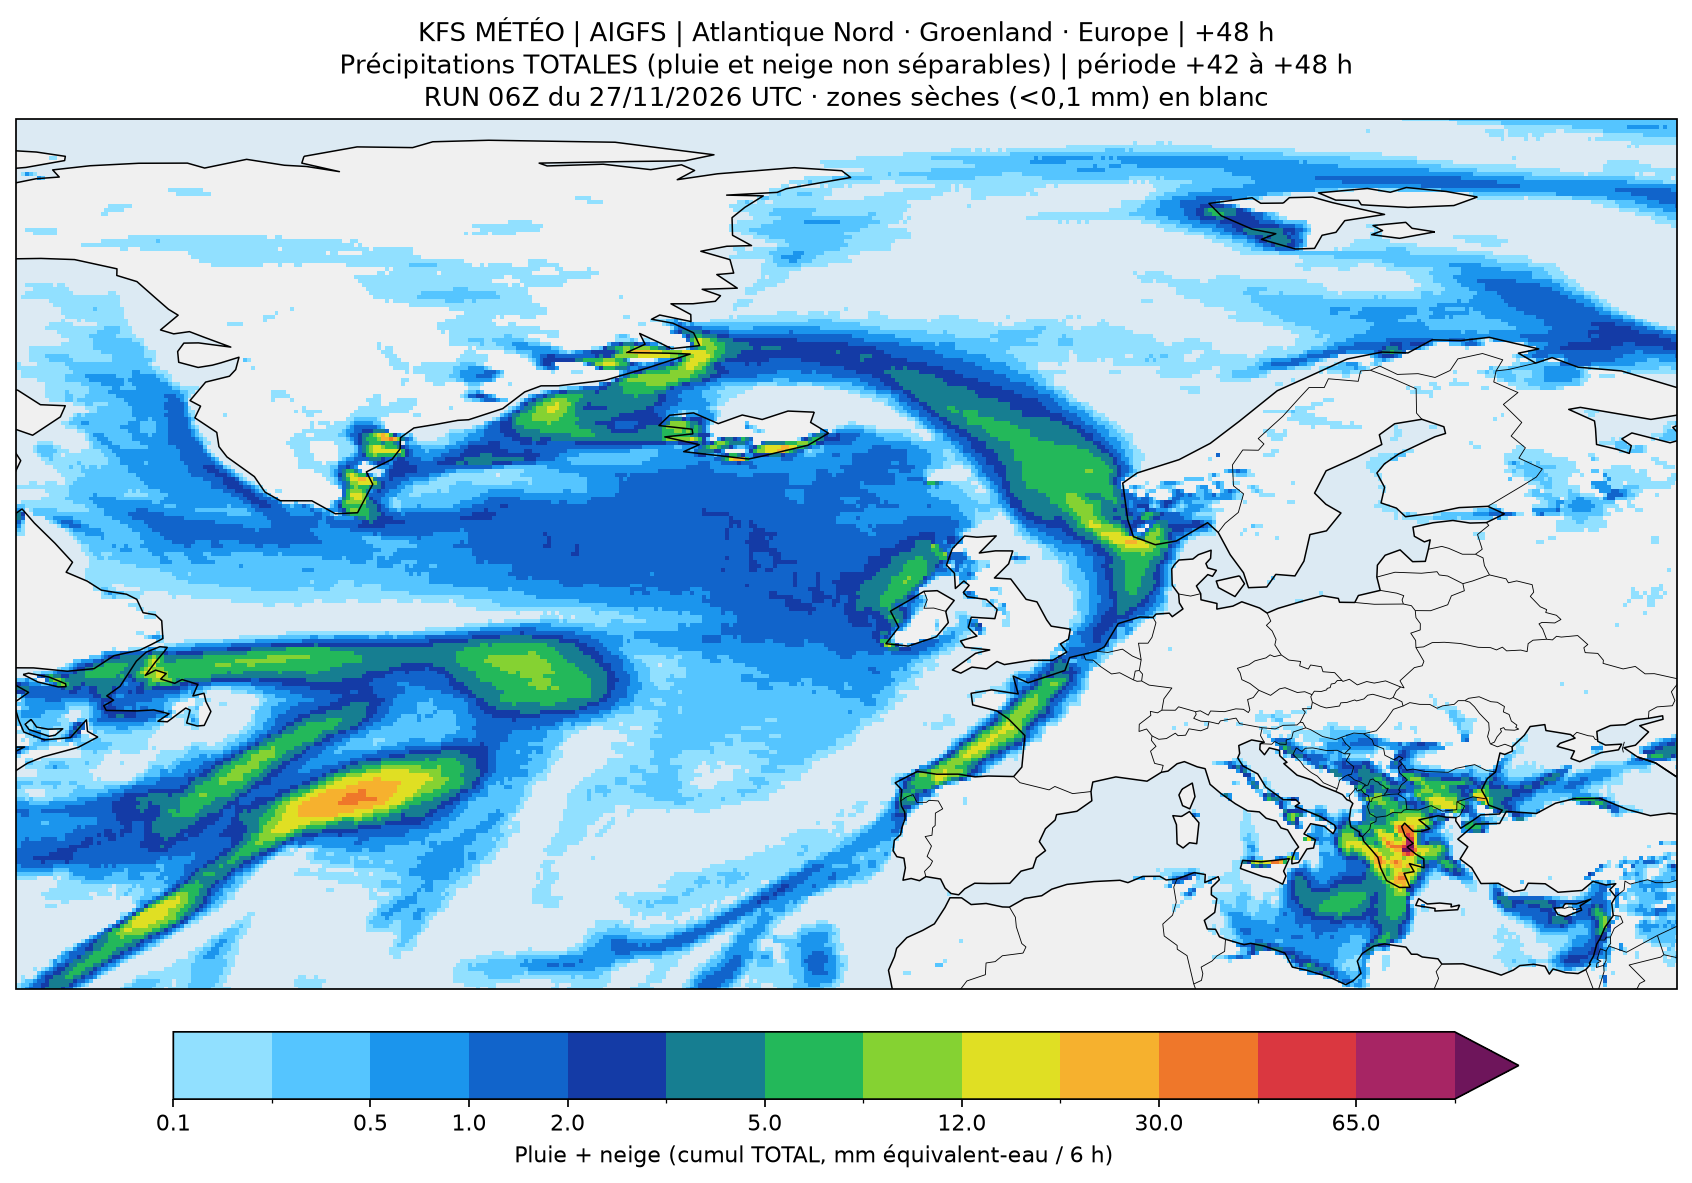 KFS MÉTÉO | AIGFS | Atlantique Nord · Groenland · Europe | +48 h
Précipitations TOTALES (pluie et neige non séparables) | période +42 à +48 h
RUN 06Z du 27/11/2026 UTC · zones sèches (<0,1 mm) en blanc
0.1 0.5 1.0 2.0 5.0 12.0 30.0 65.0
Pluie + neige (cumul TOTAL, mm équivalent-eau / 6 h)